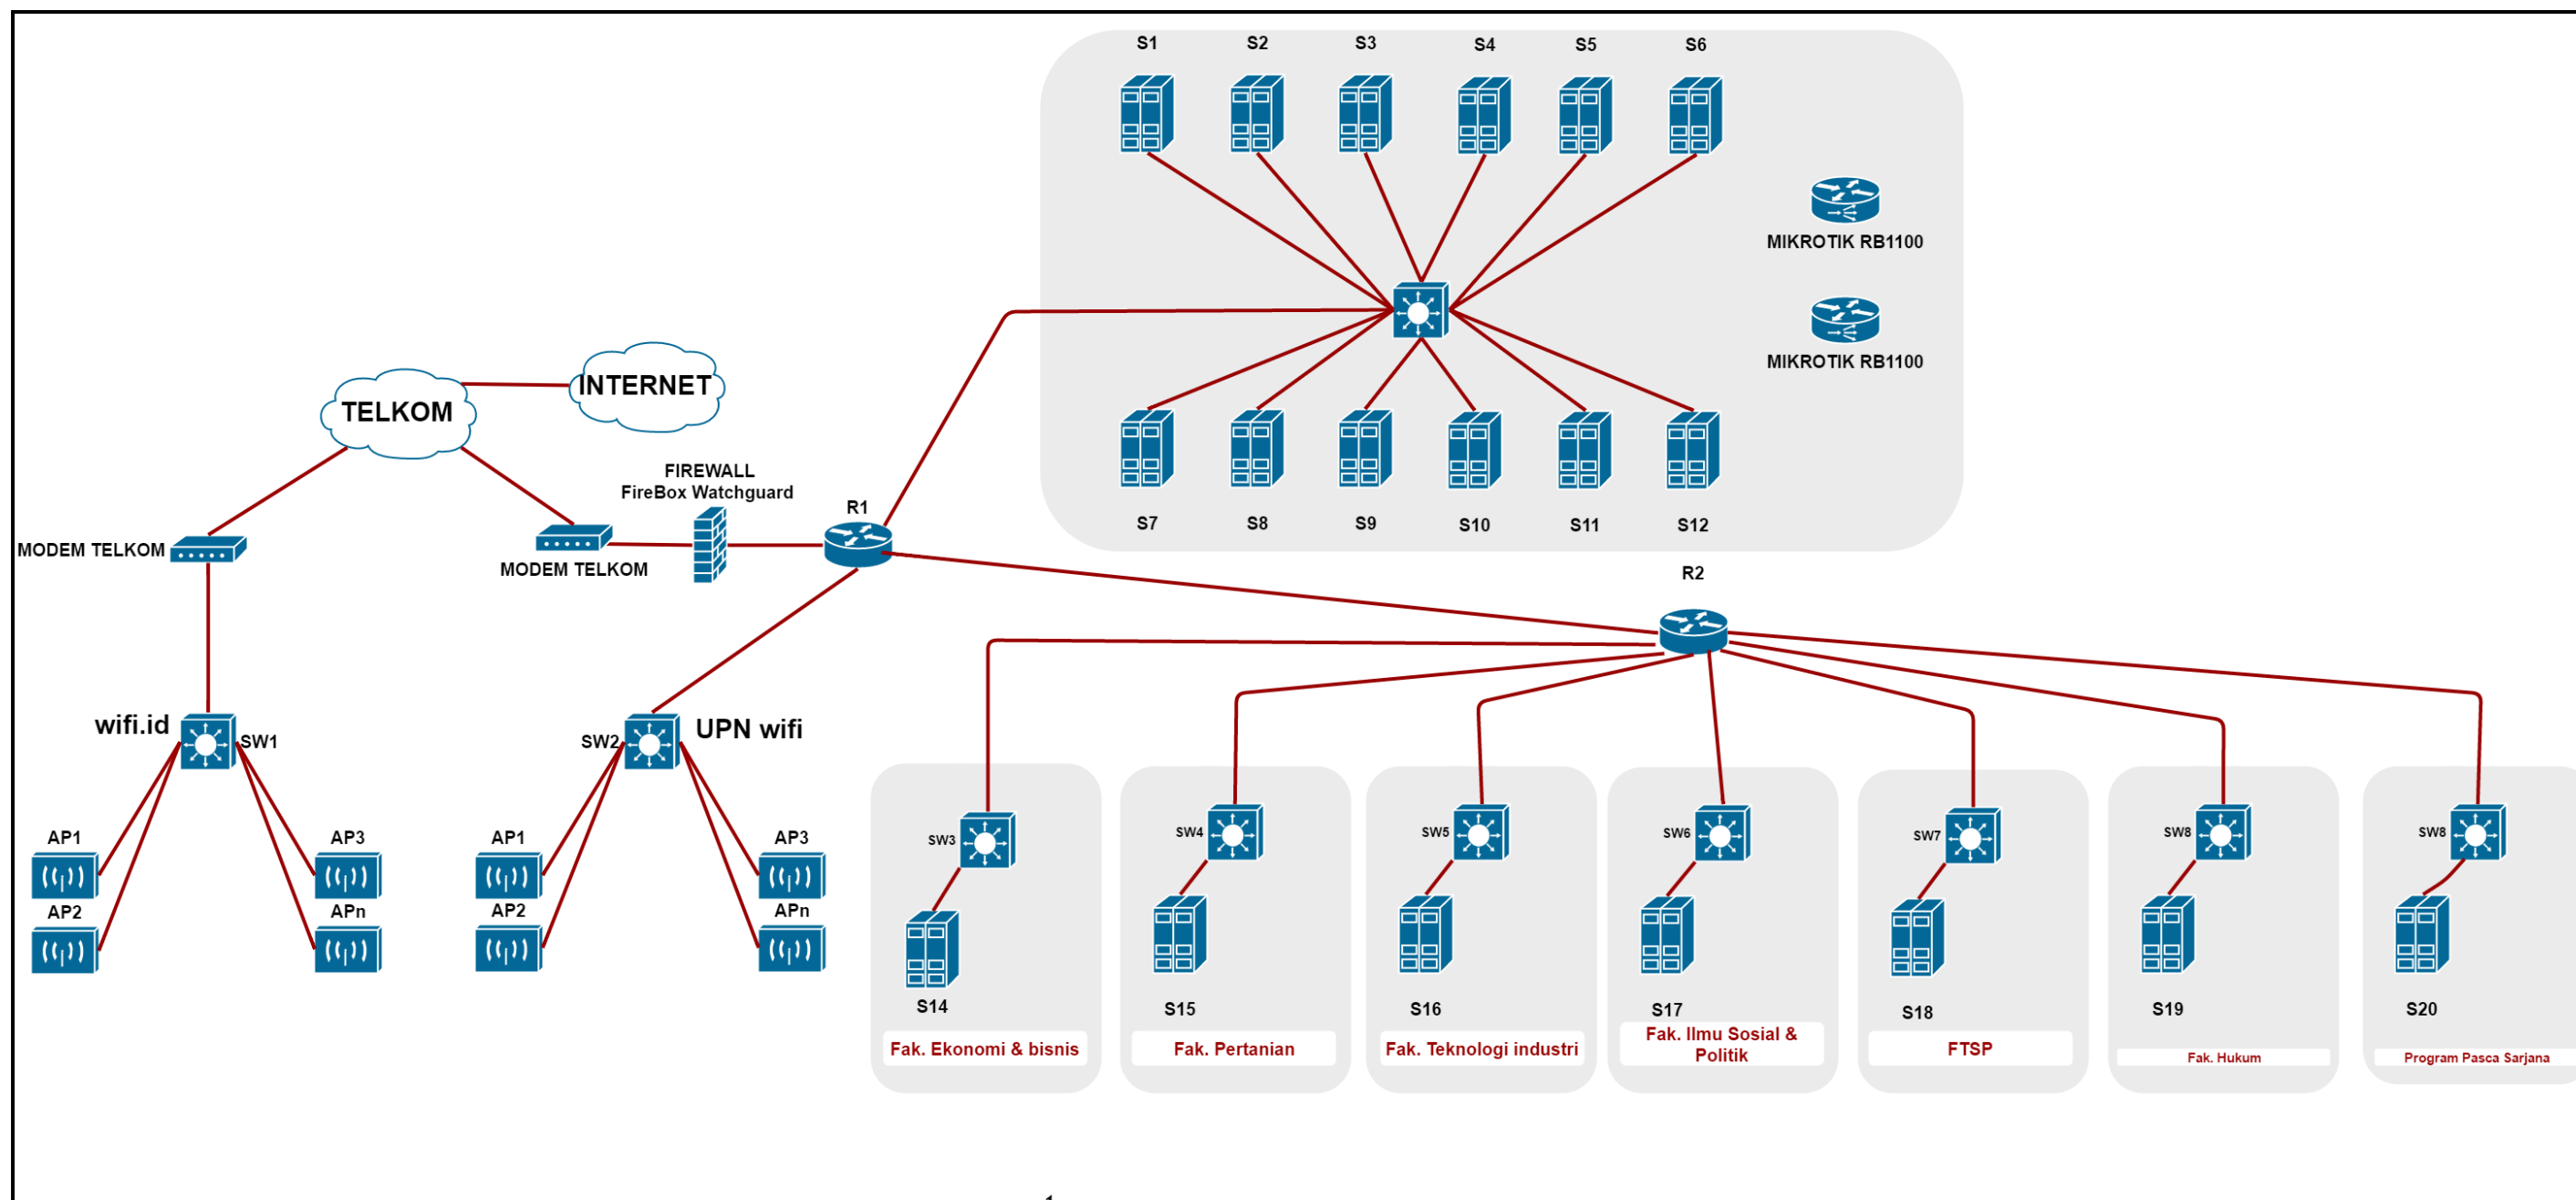 S1
S2
S3
S4
S5
S6
MIKROTIK RB1100
MIKROTIK RB1100
S7
S8
S9
S10
S11
S12
INTERNET
TELKOM
FIREWALL
FireBox Watchguard
R1
MODEM TELKOM
MODEM TELKOM
R2
wifi.id
SW1
SW2
UPN wifi
AP1
AP3
AP2
APn
AP1
AP3
AP2
APn
SW3
SW4
SW5
SW6
SW7
SW8
SW8
S14
S15
S16
S17
S18
S19
S20
Fak. Ekonomi & bisnis
Fak. Pertanian
Fak. Teknologi industri
Fak. Ilmu Sosial &
Politik
FTSP
Fak. Hukum
Program Pasca Sarjana